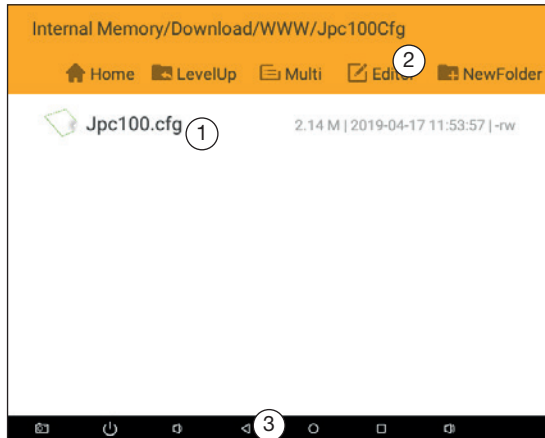 Internal Memory/Download/WWW/Jpc100Cfg
2
Home LevelUp Multi Editor NewFolder
Jpc100.cfg 1 2.14 M | 2019-04-17 11:53:57 | -rw
3